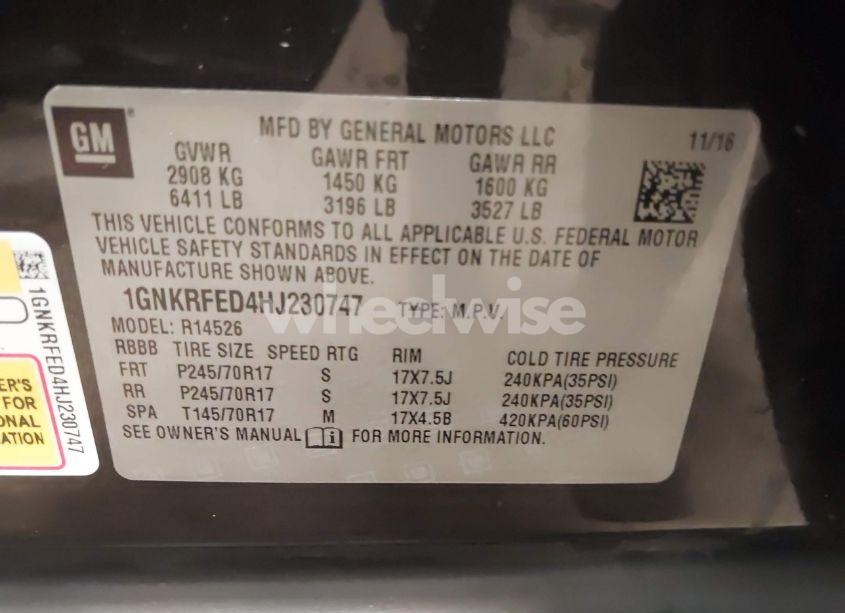 GM
MFD BY GENERAL MOTORS LLC
11/16
GVWR GAWR FRT GAWR RR
2908 KG 1450 KG 1600 KG
6411 LB 3196 LB 3527 LB
THIS VEHICLE CONFORMS TO ALL APPLICABLE U.S. FEDERAL MOTOR
VEHICLE SAFETY STANDARDS IN EFFECT ON THE DATE OF
MANUFACTURE SHOWN ABOVE.
1GNKRFED4HJ230747 TYPE: M.P.V.
MODEL: R14526
RBBB TIRE SIZE SPEED RTG RIM COLD TIRE PRESSURE
FRT P245/70R17 S 17X7.5J 240KPA(35PSI)
RR P245/70R17 S 17X7.5J 240KPA(35PSI)
SPA T145/70R17 M 17X4.5B 420KPA(60PSI)
SEE OWNER'S MANUAL FOR MORE INFORMATION.
wheelwise
1GNKRFED4HJ230747
ER'S
FOR
ONAL
ATION